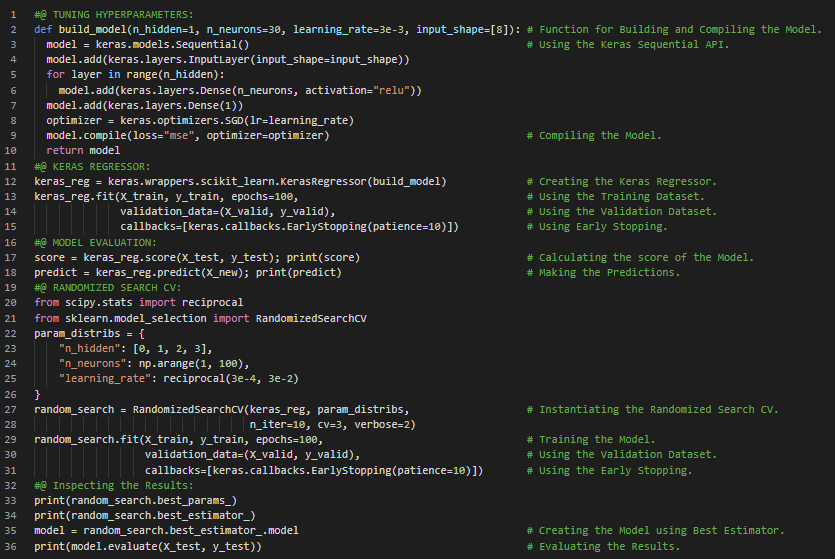 1 #@ TUNING HYPERPARAMETERS:
2 def build_model(n_hidden=1, n_neurons=30, learning_rate=3e-3, input_shape=[8]): # Function for Building and Compiling the Model.
3 model = keras.models.Sequential() # Using the Keras Sequential API.
4 model.add(keras.layers.InputLayer(input_shape=input_shape))
5 for layer in range(n_hidden):
6 model.add(keras.layers.Dense(n_neurons, activation="relu"))
7 model.add(keras.layers.Dense(1))
8 optimizer = keras.optimizers.SGD(lr=learning_rate)
9 model.compile(loss="mse", optimizer=optimizer) # Compiling the Model.
10 return model
11 #@ KERAS REGRESSOR:
12 keras_reg = keras.wrappers.scikit_learn.KerasRegressor(build_model) # Creating the Keras Regressor.
13 keras_reg.fit(X_train, y_train, epochs=100, # Using the Training Dataset.
14 validation_data=(X_valid, y_valid), # Using the Validation Dataset.
15 callbacks=[keras.callbacks.EarlyStopping(patience=10)]) # Using Early Stopping.
16 #@ MODEL EVALUATION:
17 score = keras_reg.score(X_test, y_test); print(score) # Calculating the score of the Model.
18 predict = keras_reg.predict(X_new); print(predict) # Making the Predictions.
19 #@ RANDOMIZED SEARCH CV:
20 from scipy.stats import reciprocal
21 from sklearn.model_selection import RandomizedSearchCV
22 param_distribs = {
23 "n_hidden": [0, 1, 2, 3],
24 "n_neurons": np.arange(1, 100),
25 "learning_rate": reciprocal(3e-4, 3e-2)
26 }
27 random_search = RandomizedSearchCV(keras_reg, param_distribs, # Instantiating the Randomized Search CV.
28 n_iter=10, cv=3, verbose=2)
29 random_search.fit(X_train, y_train, epochs=100, # Training the Model.
30 validation_data=(X_valid, y_valid), # Using the Validation Dataset.
31 callbacks=[keras.callbacks.EarlyStopping(patience=10)]) # Using the Early Stopping.
32 #@ Inspecting the Results:
33 print(random_search.best_params_)
34 print(random_search.best_estimator_)
35 model = random_search.best_estimator_.model # Creating the Model using Best Estimator.
36 print(model.evaluate(X_test, y_test)) # Evaluating the Results.